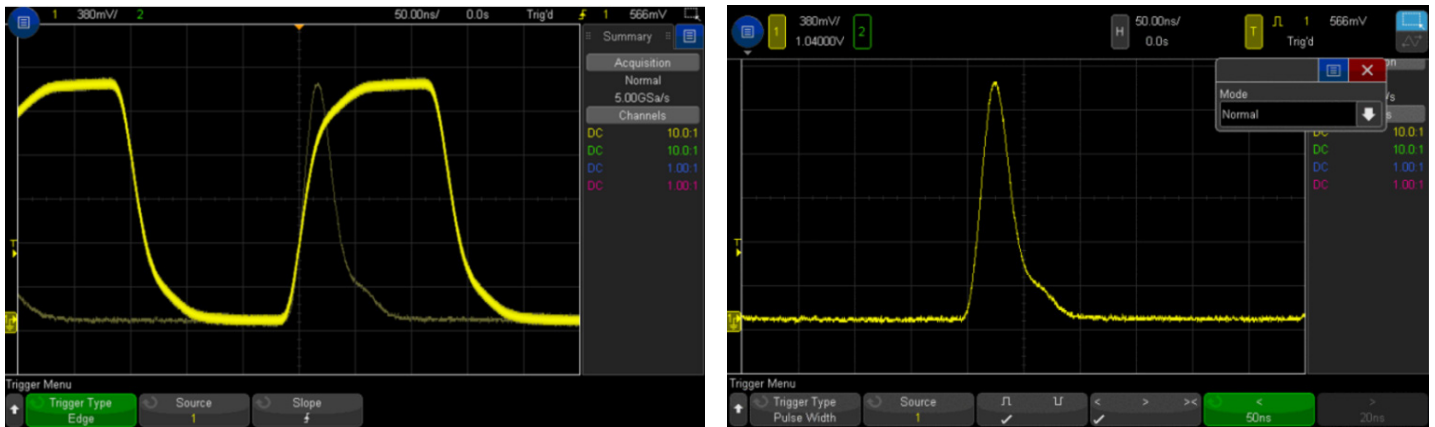 1 380mV/ 2 50.00ns/ 0.0s Trig'd 1 566mV
Summary
Acquisition
Normal
5.00GSa/s
Channels
DC 10.0:1
DC 10.0:1
DC 1.00:1
DC 1.00:1
T
Trigger Menu
Trigger Type Source Slope
Edge 1
1 380mV/ 2 H 50.00ns/ T 1 566mV
1.04000V 0.0s Trig'd
Mode
Normal
DC 10.0:1
DC 10.0:1
DC 1.00:1
DC 1.00:1
T
Trigger Menu
Trigger Type Source < > >< < >
Pulse Width 1 50ns 20ns